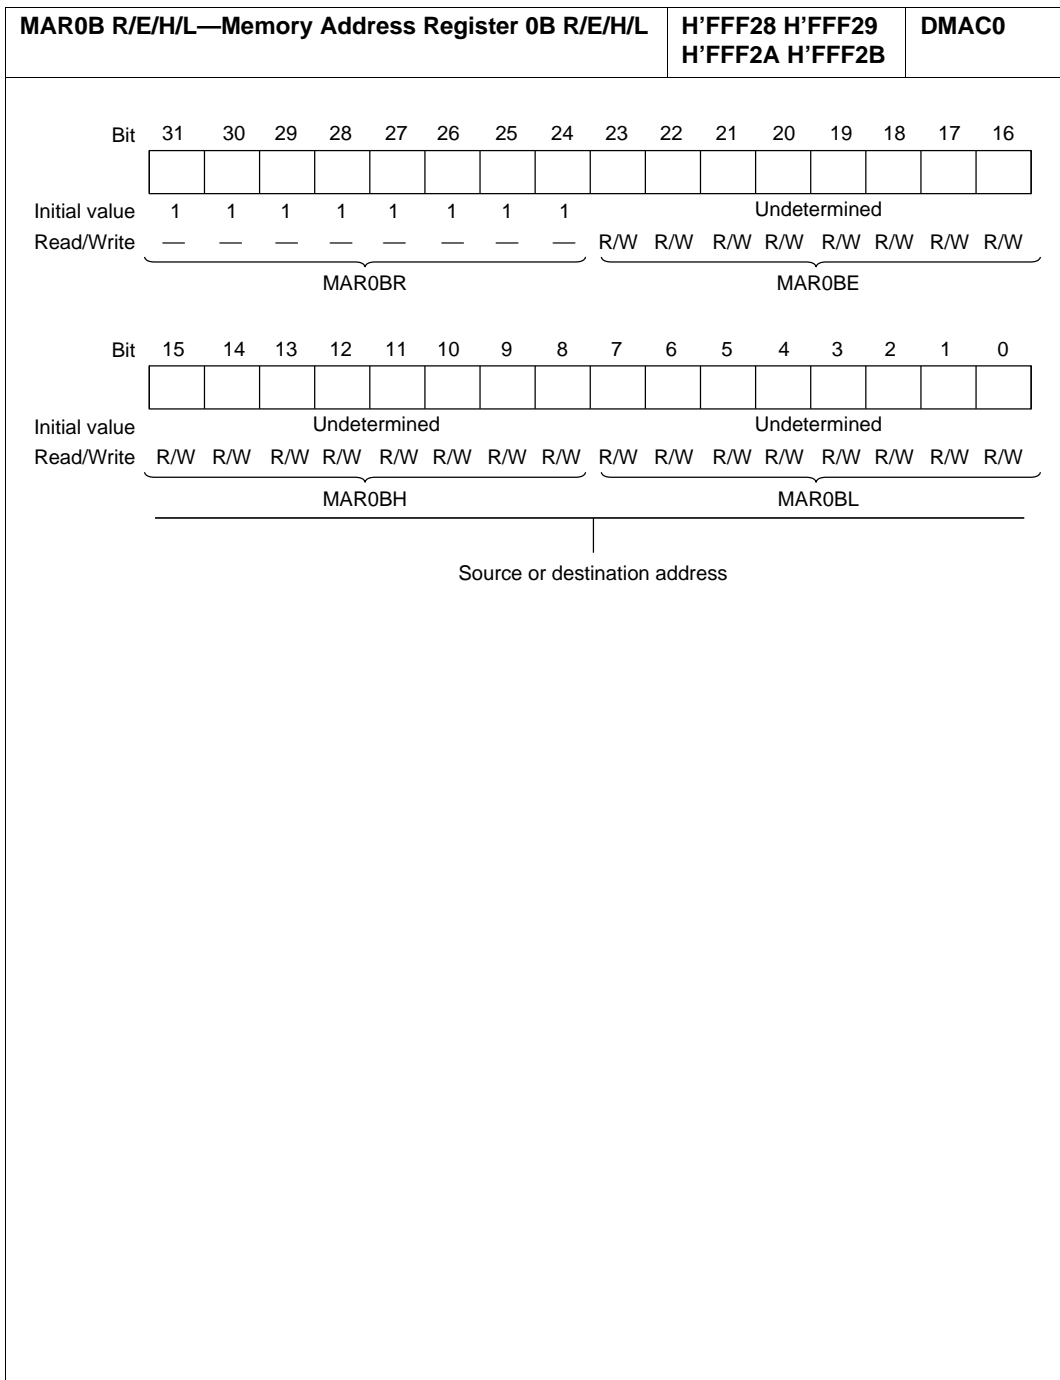 MAR0B R/E/H/L—Memory Address Register 0B R/E/H/L
H’FFF28 H’FFF29
H’FFF2A H’FFF2B
DMAC0
Bit 31 30 29 28 27 26 25 24 23 22 21 20 19 18 17 16
Initial value 1 1 1 1 1 1 1 1 Undetermined
Read/Write — — — — — — — — R/W R/W R/W R/W R/W R/W R/W R/W
MAR0BR MAR0BE
Bit 15 14 13 12 11 10 9 8 7 6 5 4 3 2 1 0
Initial value Undetermined Undetermined
Read/Write R/W R/W R/W R/W R/W R/W R/W R/W R/W R/W R/W R/W R/W R/W R/W R/W
MAR0BH MAR0BL
Source or destination address